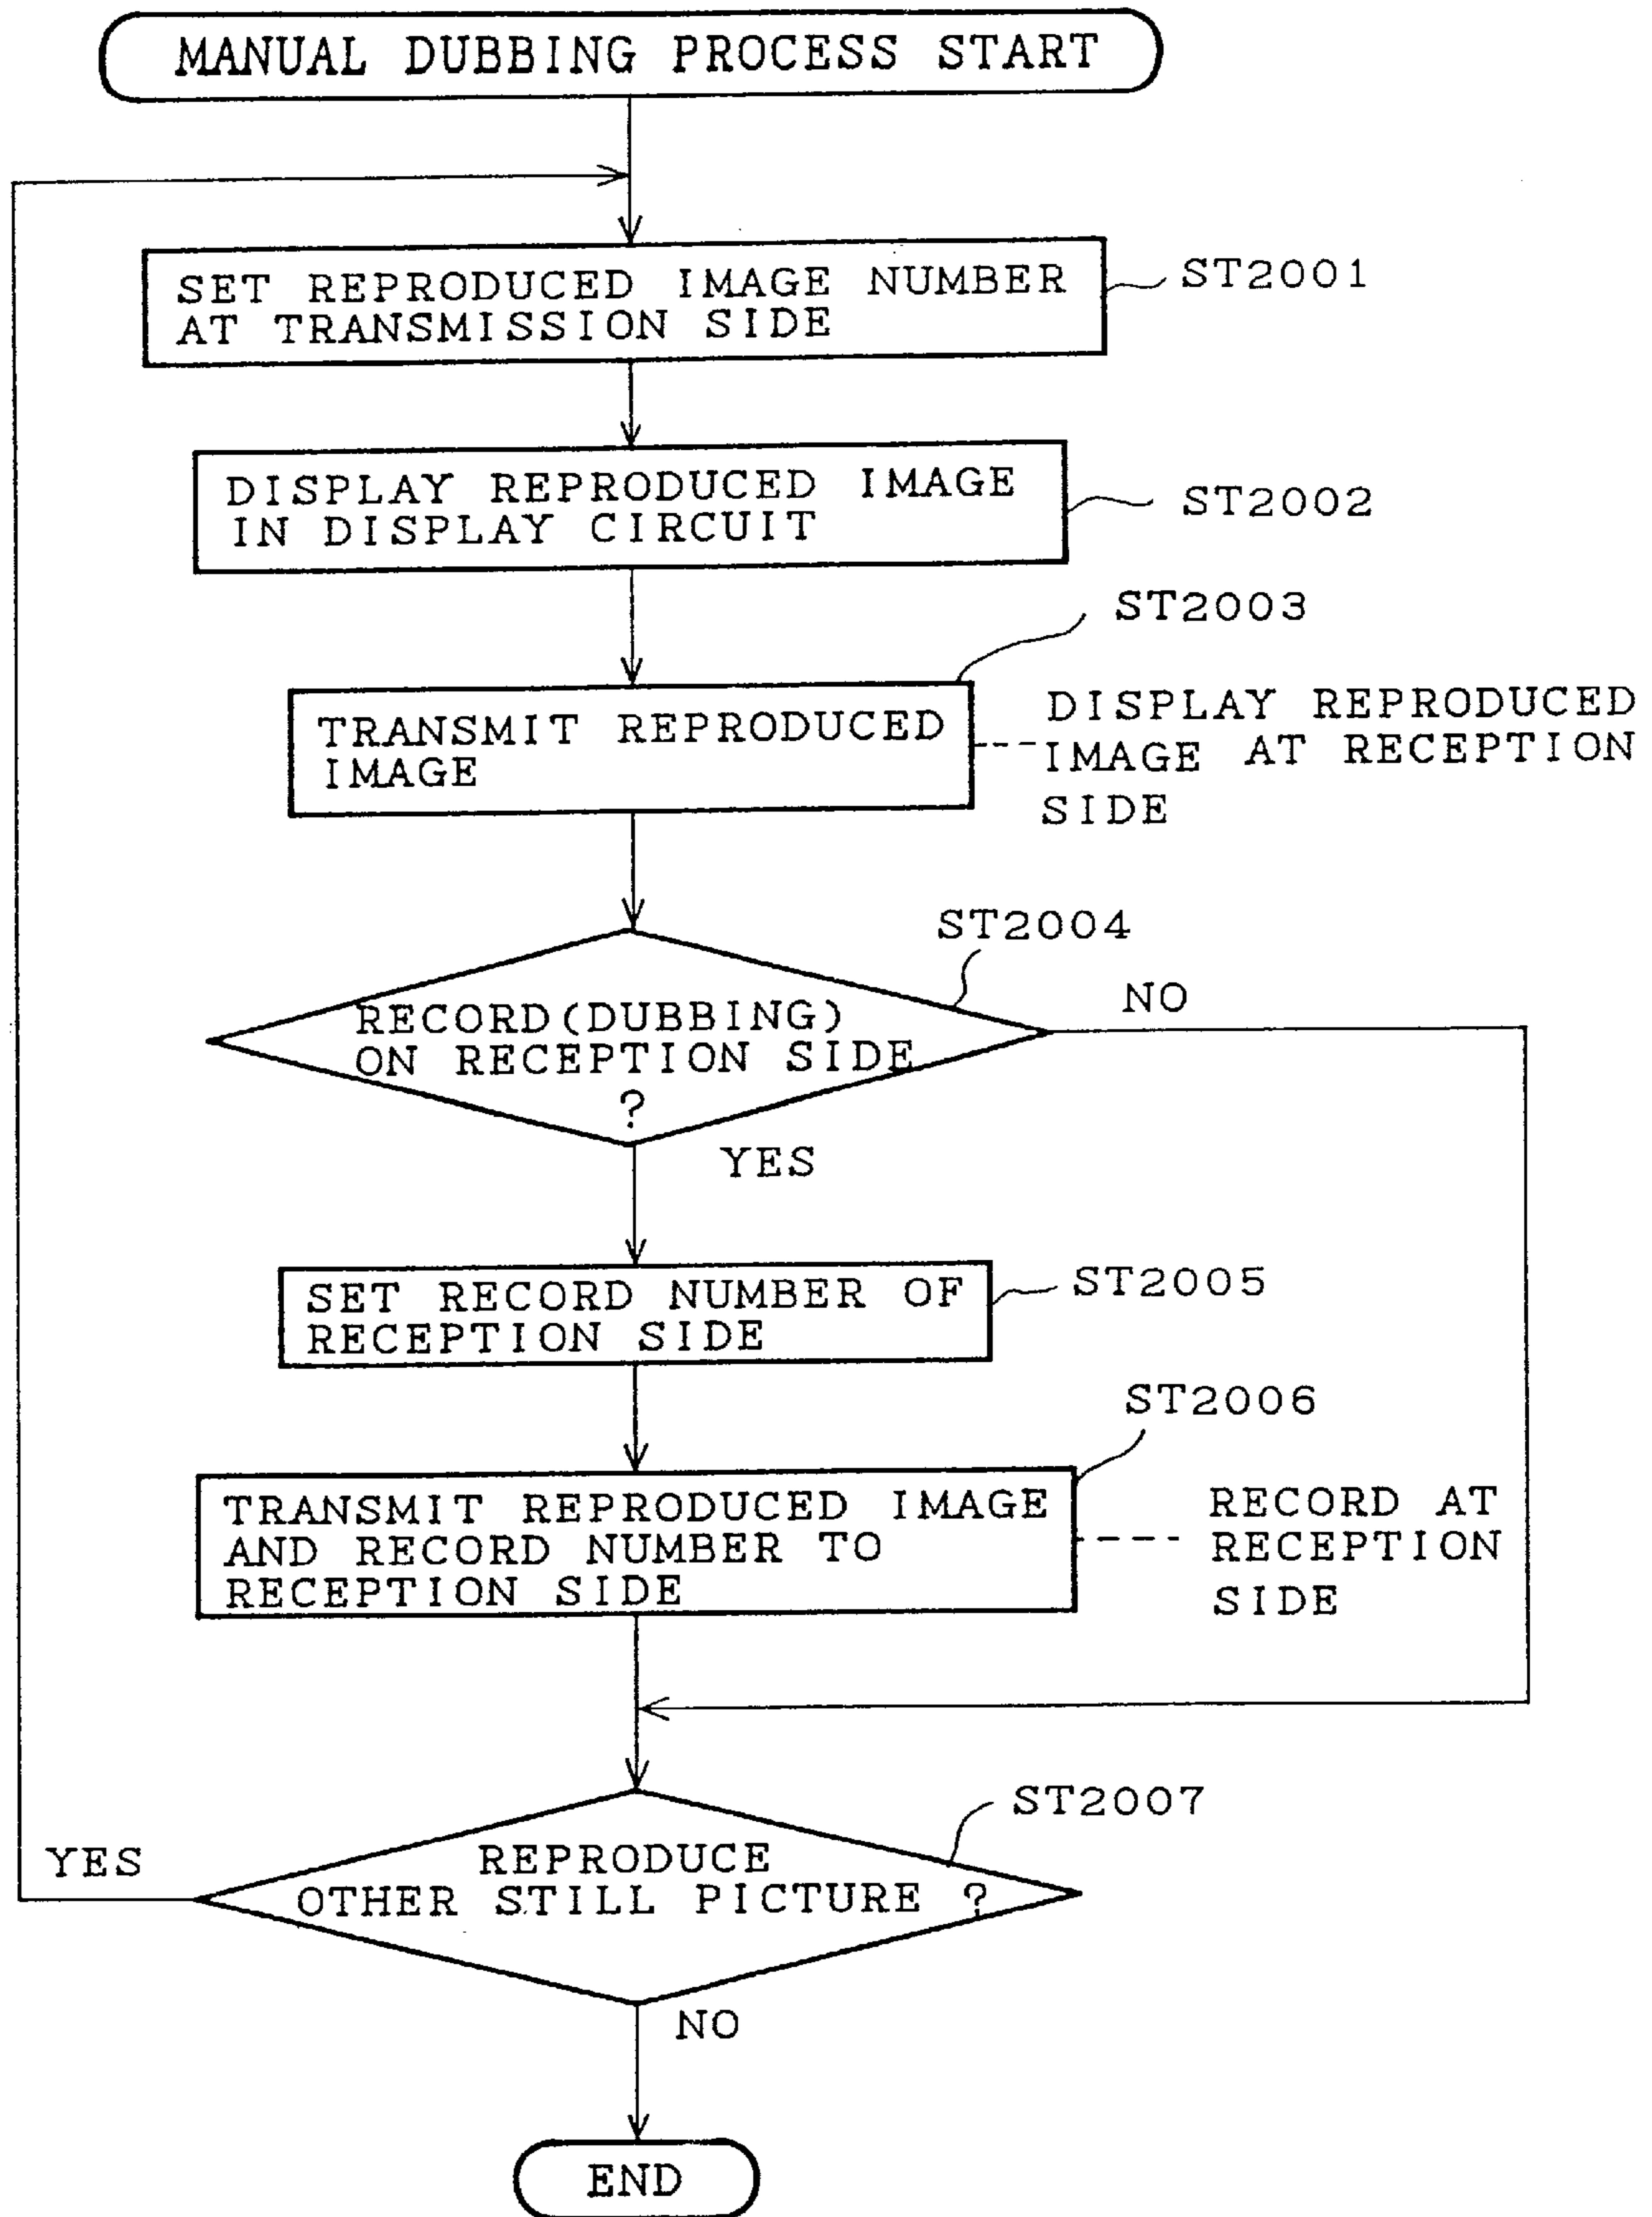 MANUAL DUBBING PROCESS START
SET REPRODUCED IMAGE NUMBER
AT TRANSMISSION SIDE
ST2001
DISPLAY REPRODUCED IMAGE
IN DISPLAY CIRCUIT
ST2002
ST2003
TRANSMIT REPRODUCED
IMAGE
DISPLAY REPRODUCED
IMAGE AT RECEPTION
SIDE
ST2004
RECORD(DUBBING)
ON RECEPTION SIDE
?
NO
YES
SET RECORD NUMBER OF
RECEPTION SIDE
ST2005
ST2006
TRANSMIT REPRODUCED IMAGE
AND RECORD NUMBER TO
RECEPTION SIDE
RECORD AT
RECEPTION
SIDE
ST2007
REPRODUCE
OTHER STILL PICTURE ?
YES
NO
END